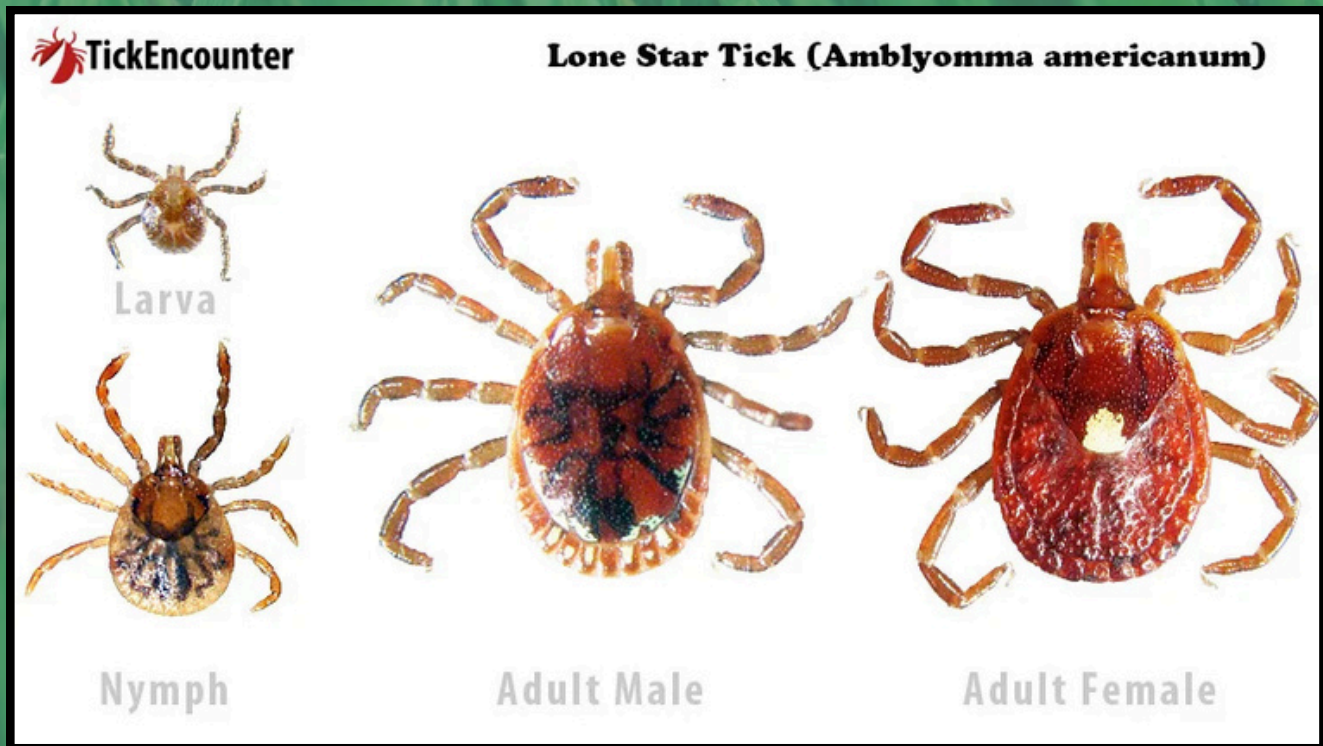 TickEncounter
Lone Star Tick (Amblyomma americanum)
Larva
Nymph
Adult Male
Adult Female